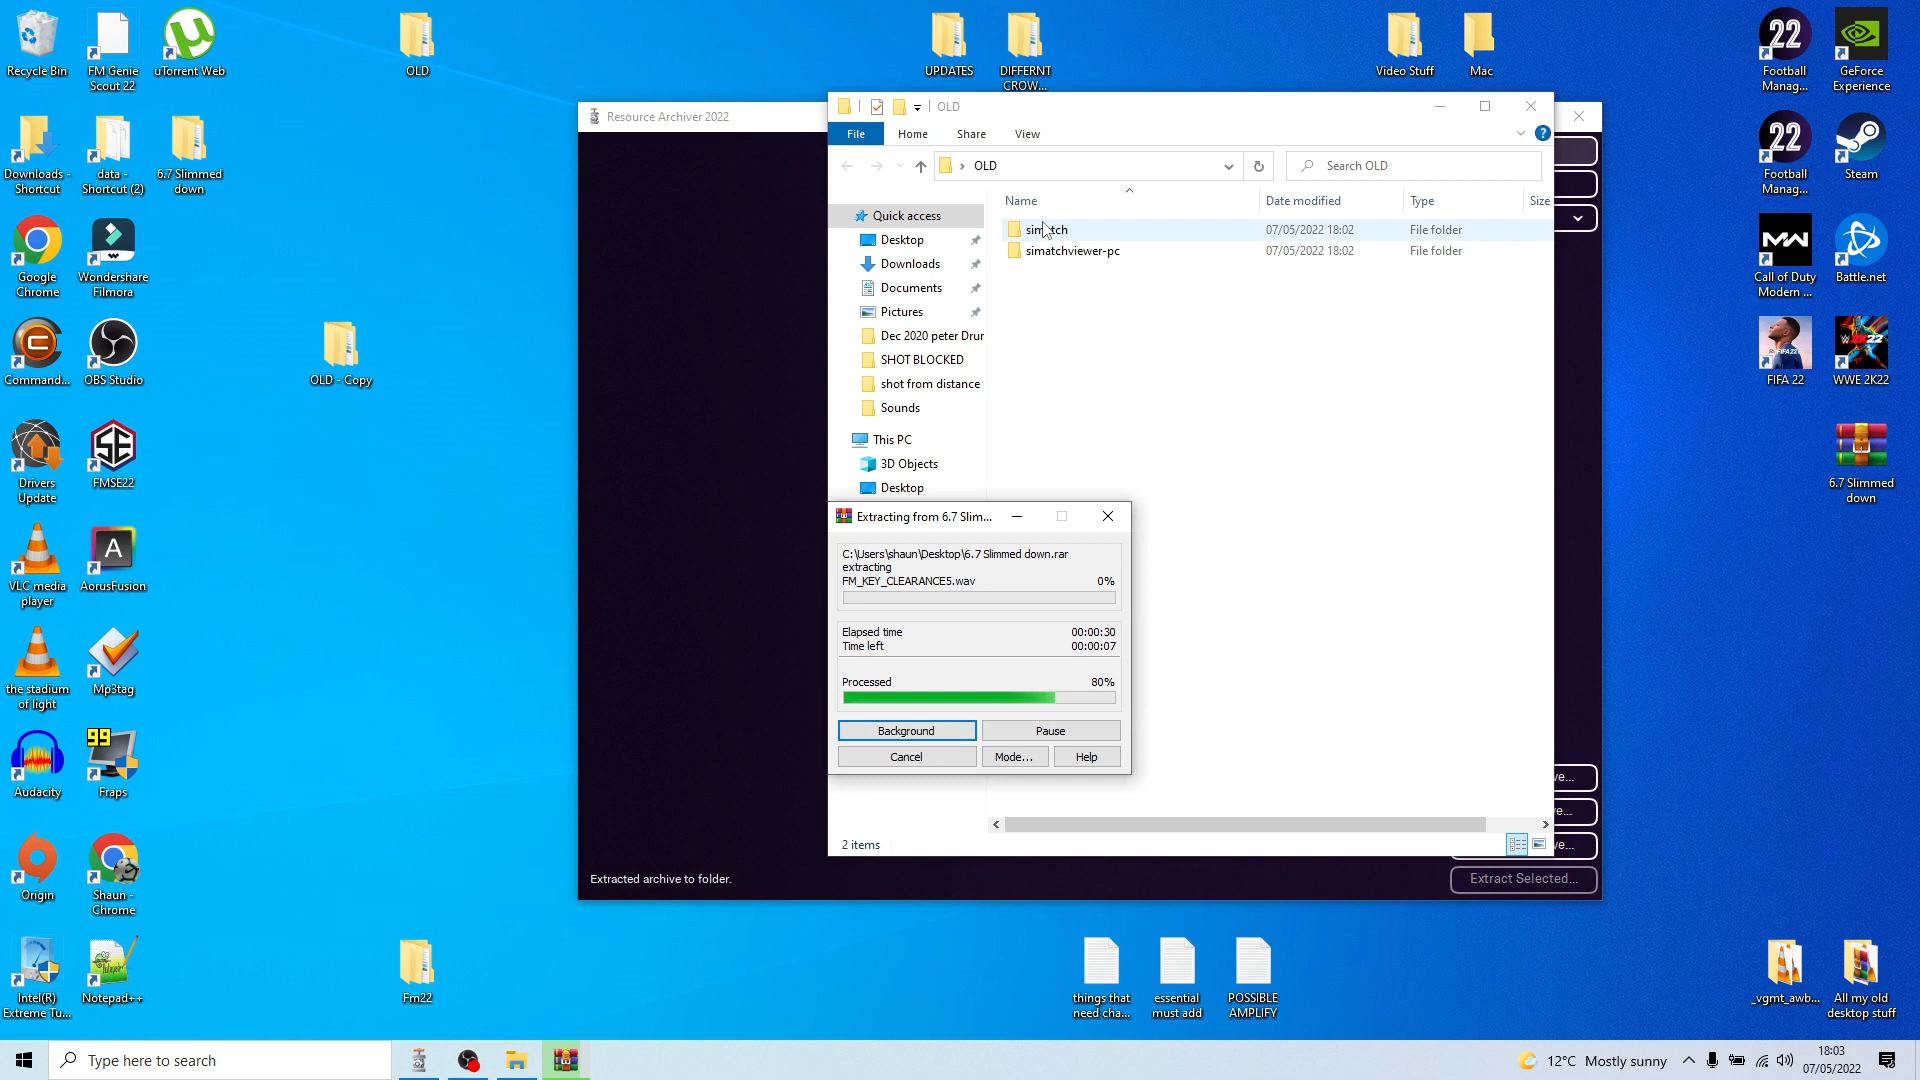 Recycle Bin
FM Genie
Scout 22
uTorrent Web
OLD
UPDATES
DIFFERNT
CROW...
Video Stuff
Mac
22
Football
Manag...
GeForce
Experience
Downloads -
Shortcut
data -
Shortcut (2)
6.7 Slimmed
down
22
Football
Manag...
Steam
Google
Chrome
Wondershare
Filmora
MW
Call of Duty
Modern ...
Battle.net
Command...
OBS Studio
OLD - Copy
FIFA 22
FIFA 22
WWE 2K22
Drivers
Update
SE
FMSE22
6.7 Slimmed
down
VLC media
player
A
AorusFusion
the stadium
of light
Mp3tag
Audacity
99
Fraps
Origin
Shaun -
Chrome
Intel(R)
Extreme Tu...
Notepad++
Fm22
things that
need cha...
essential
must add
POSSIBLE
AMPLIFY
_vgmt_awb...
All my old
desktop stuff
Resource Archiver 2022
OLD
File
Home
Share
View
OLD
Search OLD
Name
Date modified
Type
Size
Quick access
Desktop
Downloads
Documents
Pictures
Dec 2020 peter Drur
SHOT BLOCKED
shot from distance
Sounds
This PC
3D Objects
Desktop
simatch 07/05/2022 18:02 File folder
simatchviewer-pc 07/05/2022 18:02 File folder
2 items
Extracting from 6.7 Slim...
C:\Users\shaun\Desktop\6.7 Slimmed down.rar
extracting
FM_KEY_CLEARANCE5.wav 0%
Elapsed time 00:00:30
Time left 00:00:07
Processed 80%
Background
Pause
Cancel
Mode...
Help
ve...
e...
ve...
Extracted archive to folder.
Extract Selected...
Type here to search
12°C Mostly sunny
18:03
07/05/2022